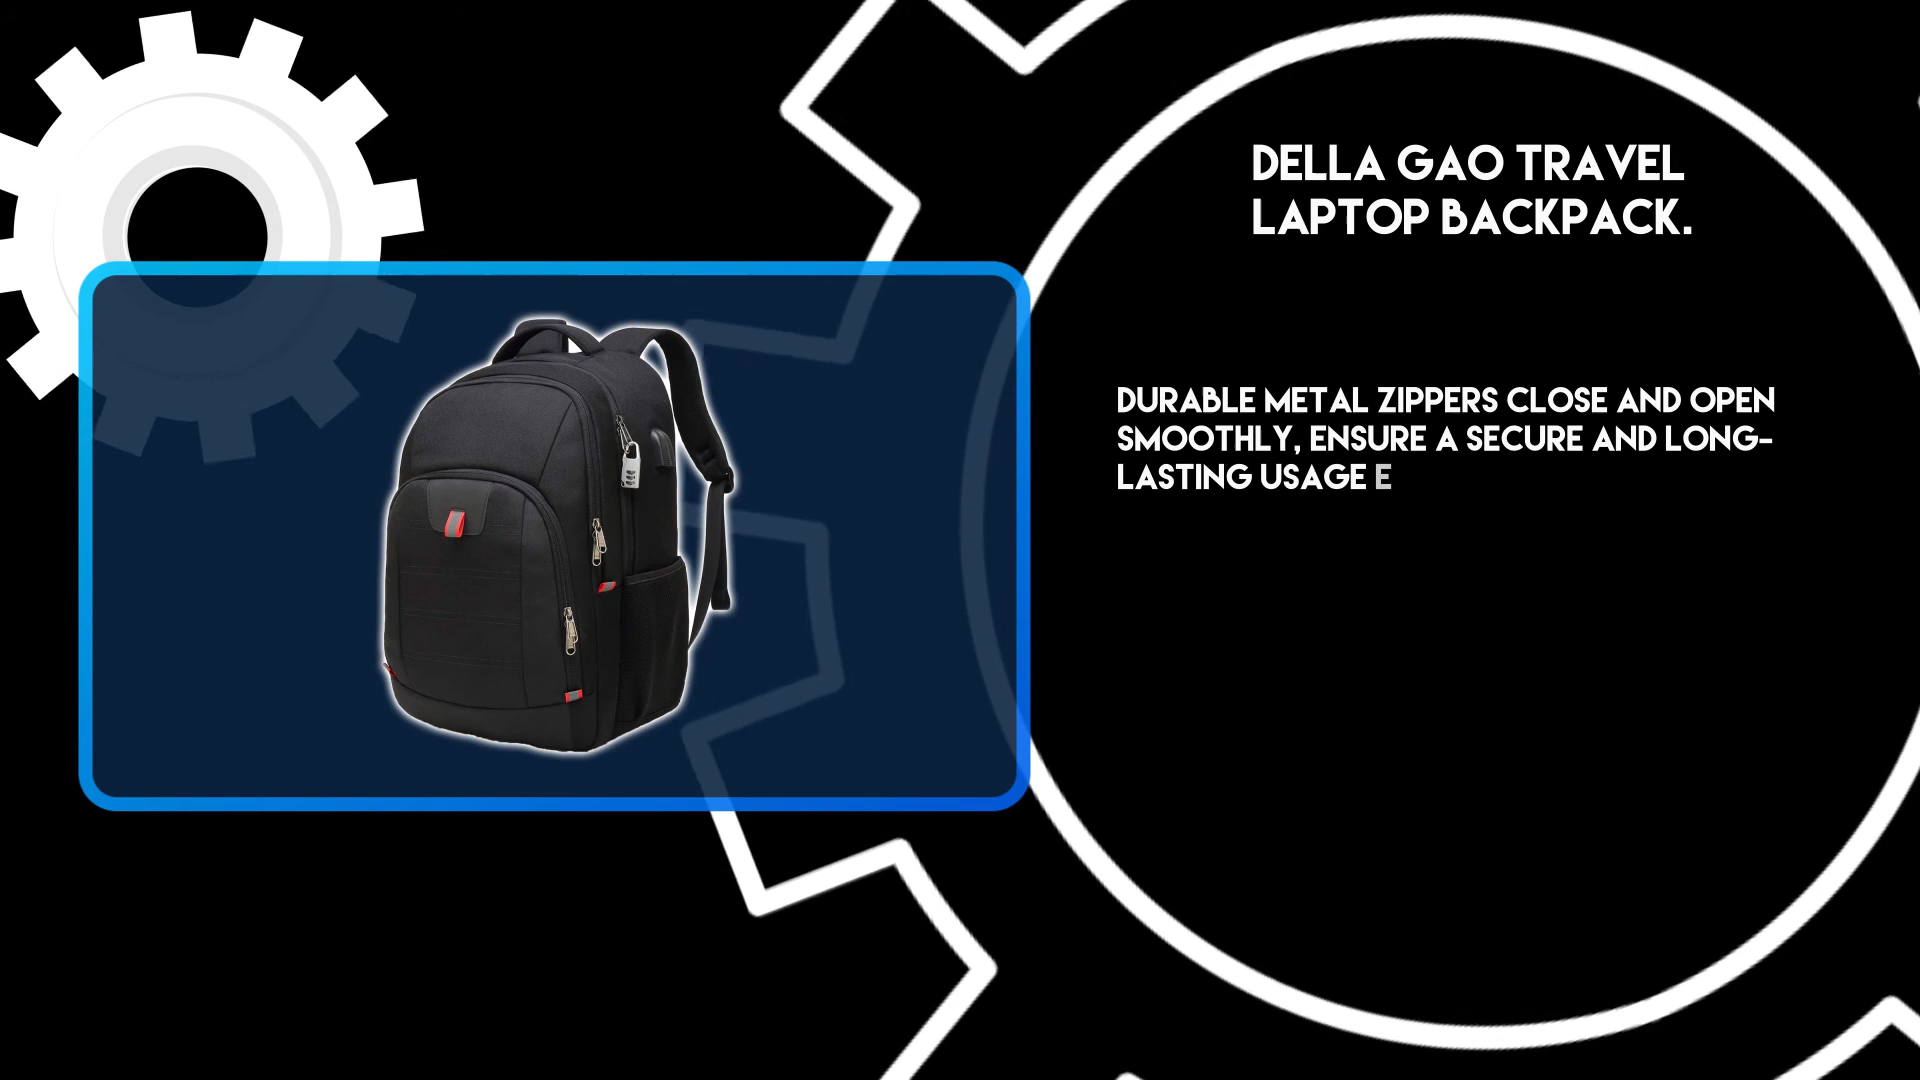 DELLA GAO TRAVEL
LAPTOP BACKPACK.
DURABLE METAL ZIPPERS CLOSE AND OPEN
SMOOTHLY, ENSURE A SECURE AND LONG-
LASTING USAGE E